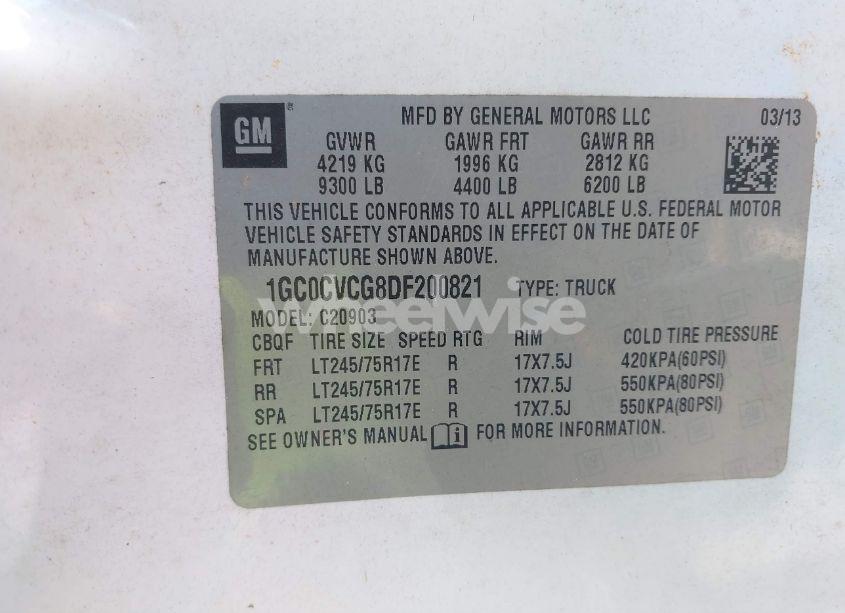 GM
MFD BY GENERAL MOTORS LLC 03/13
GVWR GAWR FRT GAWR RR
4219 KG 1996 KG 2812 KG
9300 LB 4400 LB 6200 LB
THIS VEHICLE CONFORMS TO ALL APPLICABLE U.S. FEDERAL MOTOR
VEHICLE SAFETY STANDARDS IN EFFECT ON THE DATE OF
MANUFACTURE SHOWN ABOVE.
1GC0CVCG8DF200821 TYPE: TRUCK
wheelwise
MODEL: C20903
CBQF TIRE SIZE SPEED RTG RIM COLD TIRE PRESSURE
FRT LT245/75R17E R 17X7.5J 420KPA(60PSI)
RR LT245/75R17E R 17X7.5J 550KPA(80PSI)
SPA LT245/75R17E R 17X7.5J 550KPA(80PSI)
SEE OWNER'S MANUAL i FOR MORE INFORMATION.